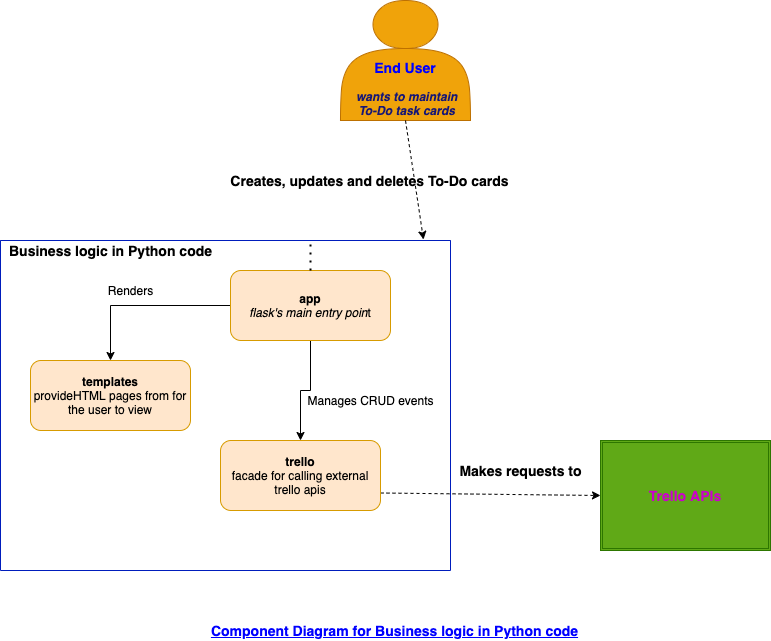 End User
wants to maintain
To-Do task cards
Creates, updates and deletes To-Do cards
Business logic in Python code
Renders
app
flask's main entry point
templates
provideHTML pages from for
the user to view
Manages CRUD events
trello
facade for calling external
trello apis
Makes requests to
Trello APIs
Component Diagram for Business logic in Python code